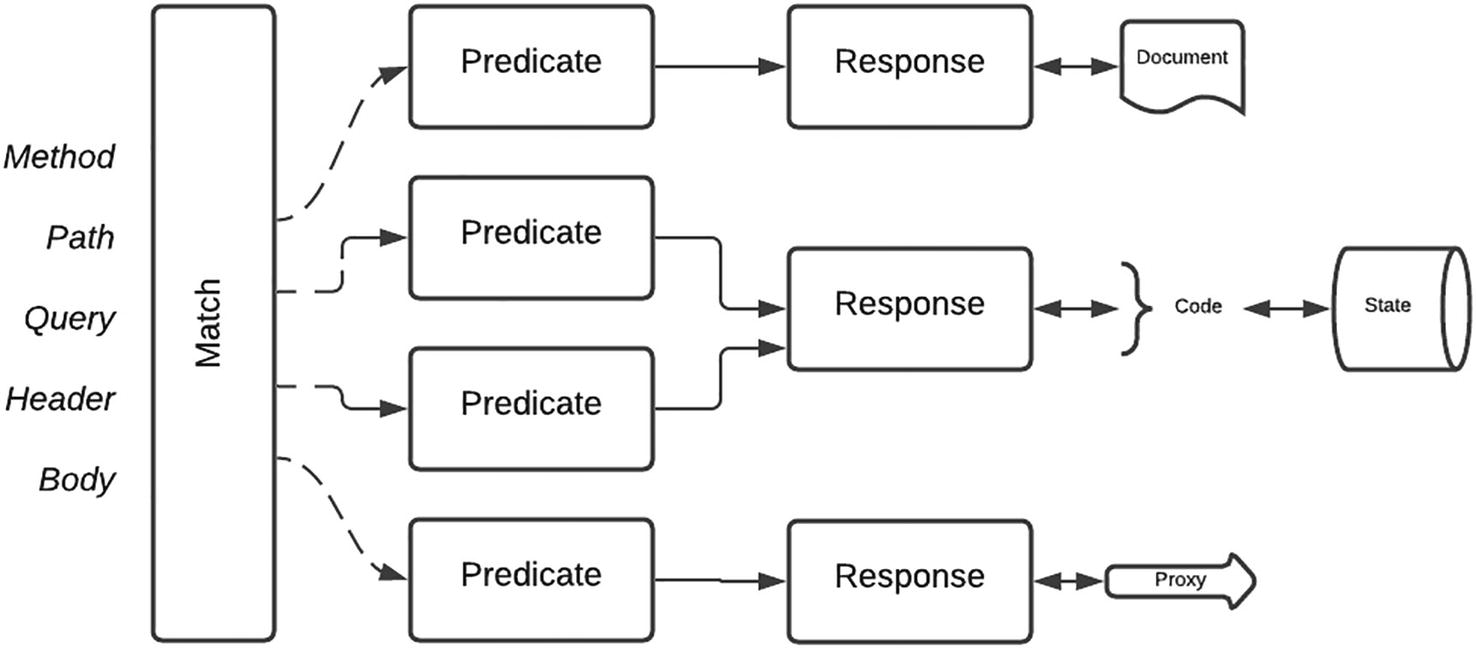 Method
Path
Query
Header
Body
Match
Predicate
Response
Document
Predicate
Predicate
Response
Code
State
Predicate
Response
Proxy